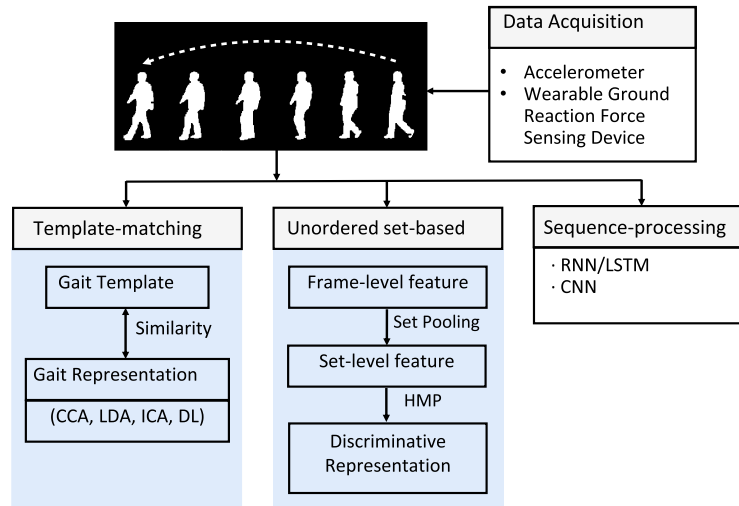 Data Acquisition
• Accelerometer
• Wearable Ground
Reaction Force
Sensing Device
Template-matching
Gait Template
Similarity
Gait Representation
(CCA, LDA, ICA, DL)
Unordered set-based
Frame-level feature
Set Pooling
Set-level feature
HMP
Discriminative
Representation
Sequence-processing
· RNN/LSTM
· CNN